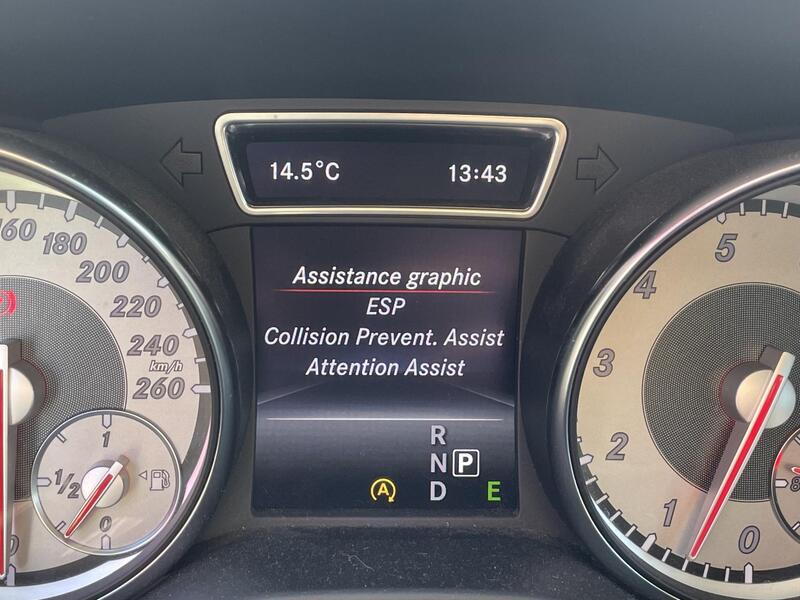 14.5°C 13:43
Assistance graphic
ESP
Collision Prevent. Assist
Attention Assist
R
N P
D E
A
160
180
200
220
240
km/h
260
1
1/2
0
5
4
3
2
1
0